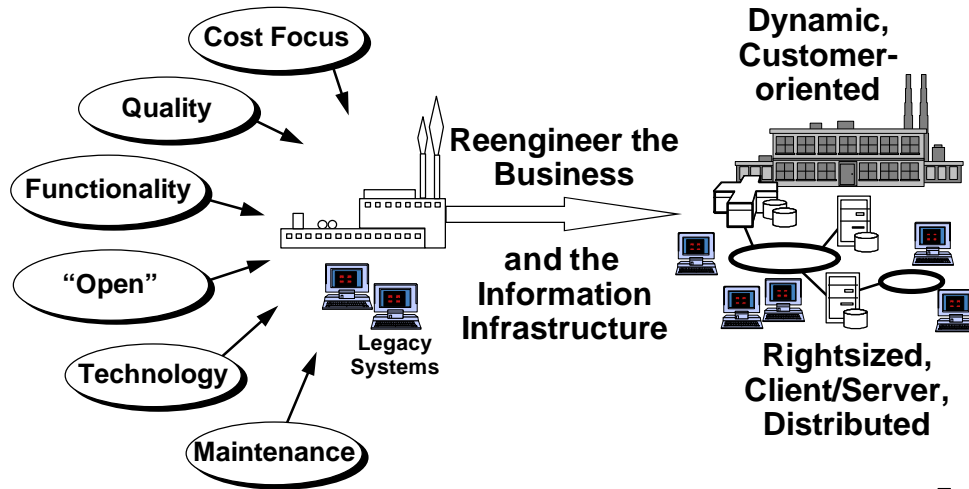 Cost Focus
Quality
Functionality
“Open”
Technology
Maintenance
Legacy
Systems
Reengineer the
Business
and the
Information
Infrastructure
Dynamic,
Customer-
oriented
Rightsized,
Client/Server,
Distributed